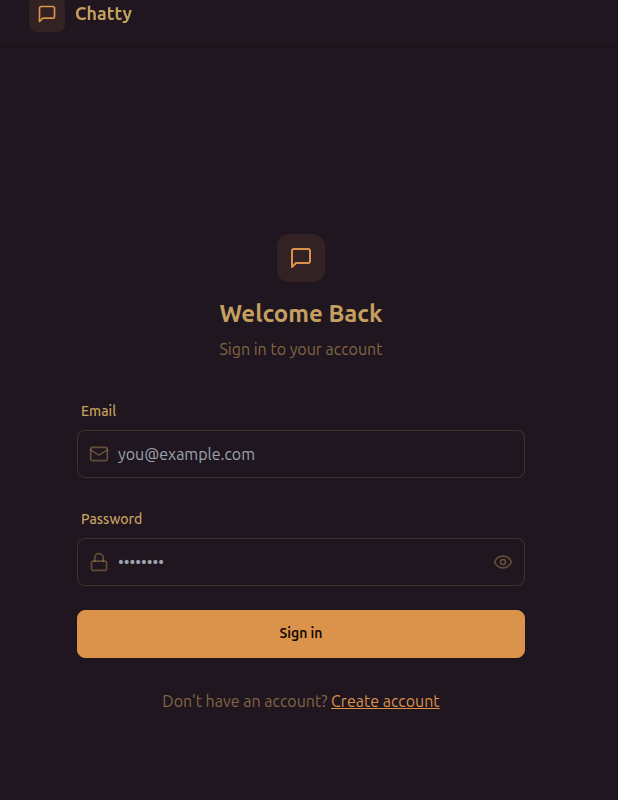 Chatty
Welcome Back
Sign in to your account
Email
you@example.com
Password
••••••••
Sign in
Don't have an account? Create account